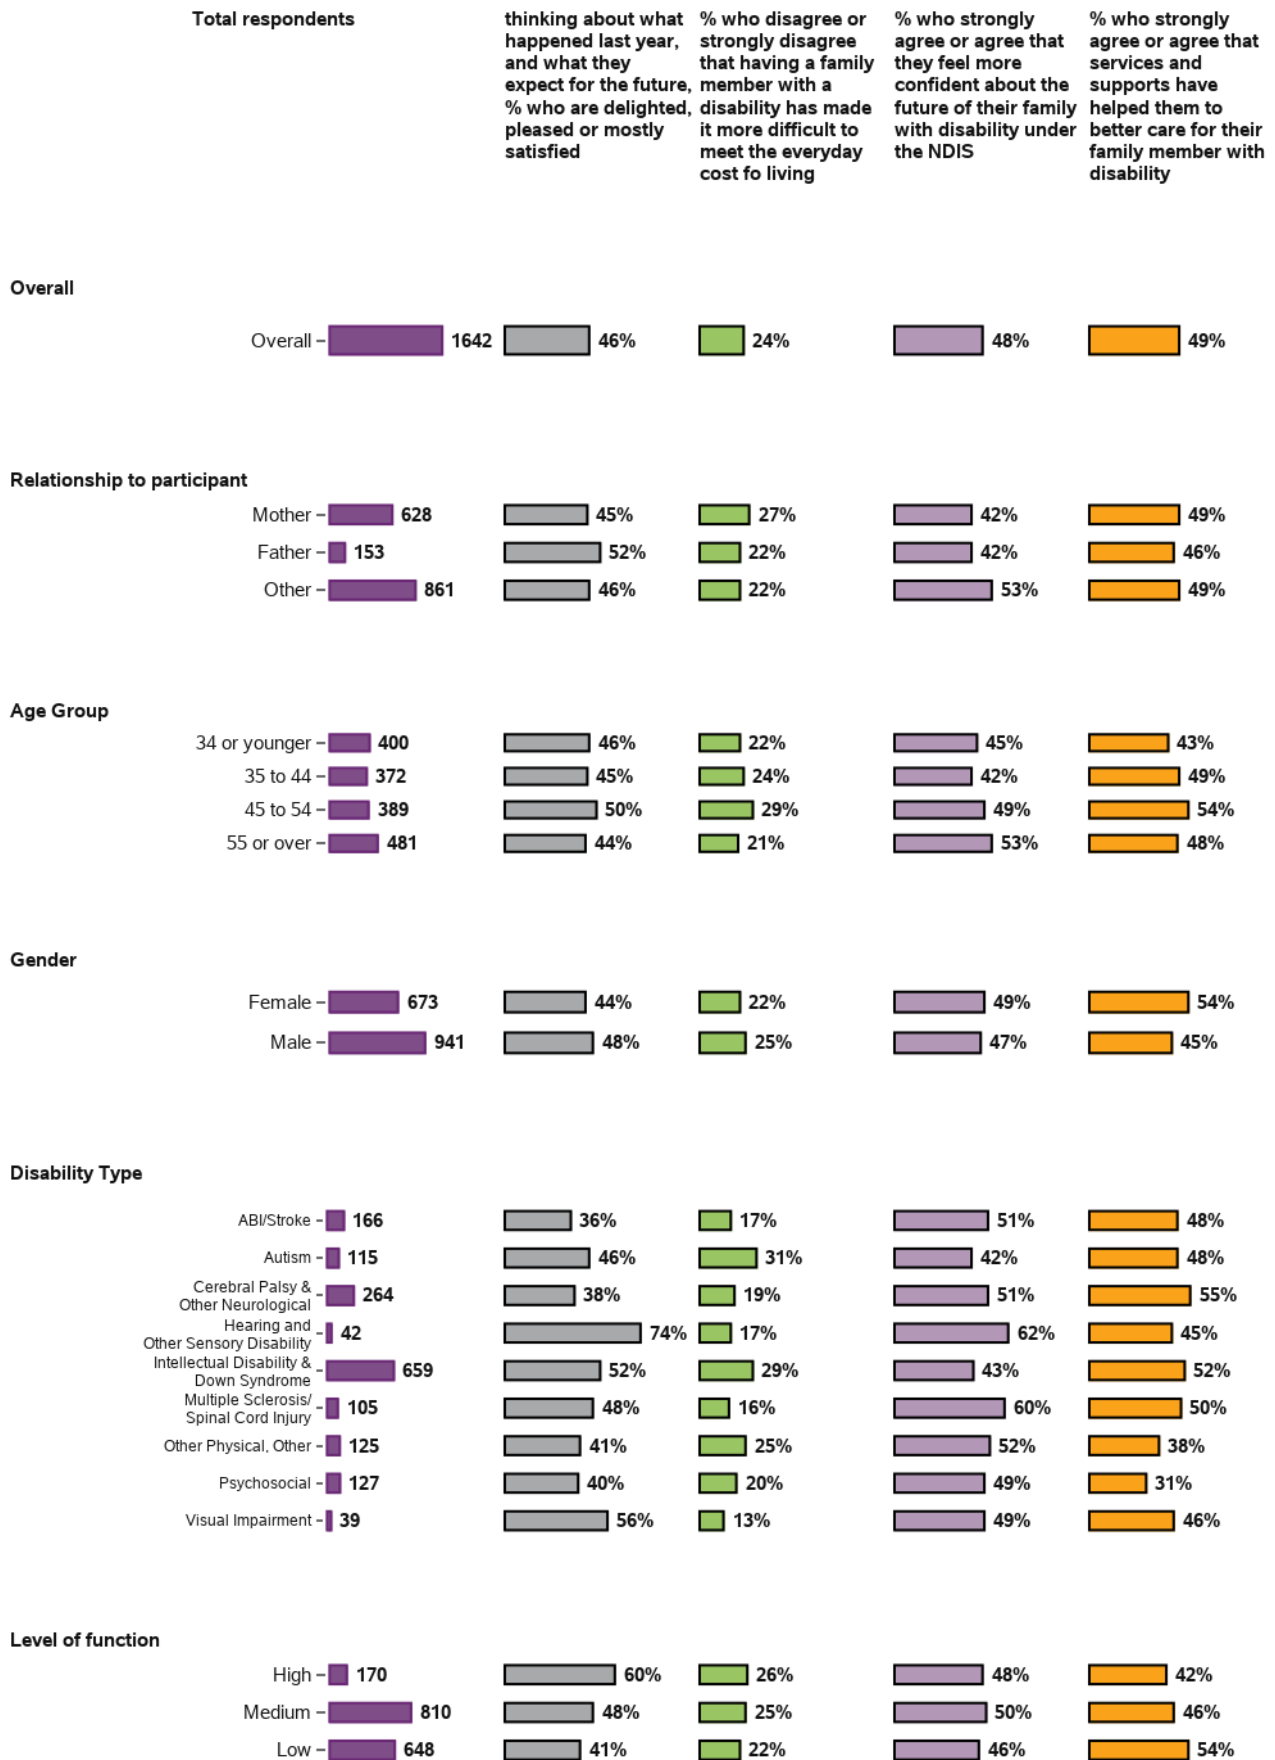 Total respondents
thinking about what
happened last year,
and what they
expect for the future,
% who are delighted,
pleased or mostly
satisfied
% who disagree or
strongly disagree
that having a family
member with a
disability has made
it more difficult to
meet the everyday
cost fo living
% who strongly
agree or agree that
they feel more
confident about the
future of their family
with disability under
the NDIS
% who strongly
agree or agree that
services and
supports have
helped them to
better care for their
family member with
disability
Overall
Overall 1642 46% 24% 48% 49%
Relationship to participant
Mother 628 45% 27% 42% 49%
Father 153 52% 22% 42% 46%
Other 861 46% 22% 53% 49%
Age Group
34 or younger 400 46% 22% 45% 43%
35 to 44 372 45% 24% 42% 49%
45 to 54 389 50% 29% 49% 54%
55 or over 481 44% 21% 53% 48%
Gender
Female 673 44% 22% 49% 54%
Male 941 48% 25% 47% 45%
Disability Type
ABI/Stroke 166 36% 17% 51% 48%
Autism 115 46% 31% 42% 48%
Cerebral Palsy &
Other Neurological 264 38% 19% 51% 55%
Hearing and
Other Sensory Disability 42 74% 17% 62% 45%
Intellectual Disability &
Down Syndrome 659 52% 29% 43% 52%
Multiple Sclerosis/
Spinal Cord Injury 105 48% 16% 60% 50%
Other Physical, Other 125 41% 25% 52% 38%
Psychosocial 127 40% 20% 49% 31%
Visual Impairment 39 56% 13% 49% 46%
Level of function
High 170 60% 26% 48% 42%
Medium 810 48% 25% 50% 46%
Low 648 41% 22% 46% 54%